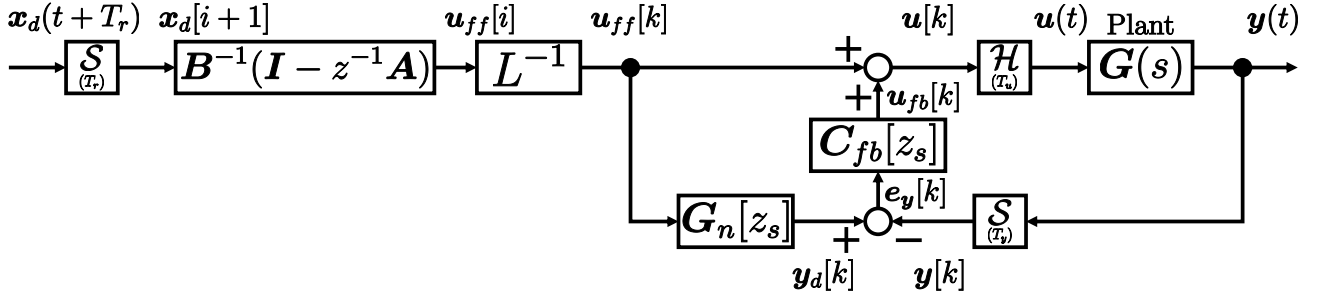 𝒙_d(t + T_r) 𝒙_d[i + 1] 𝒖_ff[i] 𝒖_ff[k] 𝒖[k] 𝒖(t) Plant 𝒚(t)
𝒮 (T_r) 𝑩^−1(𝑰 − z^−1𝑨) L^−1 + ℋ (T_u) 𝑮(s)
+ 𝒖_fb[k]
𝑪_fb[z_s]
𝒆_𝒚[k]
𝑮_n[z_s] 𝒮 (T_y)
+ −
𝒚_d[k] 𝒚[k]